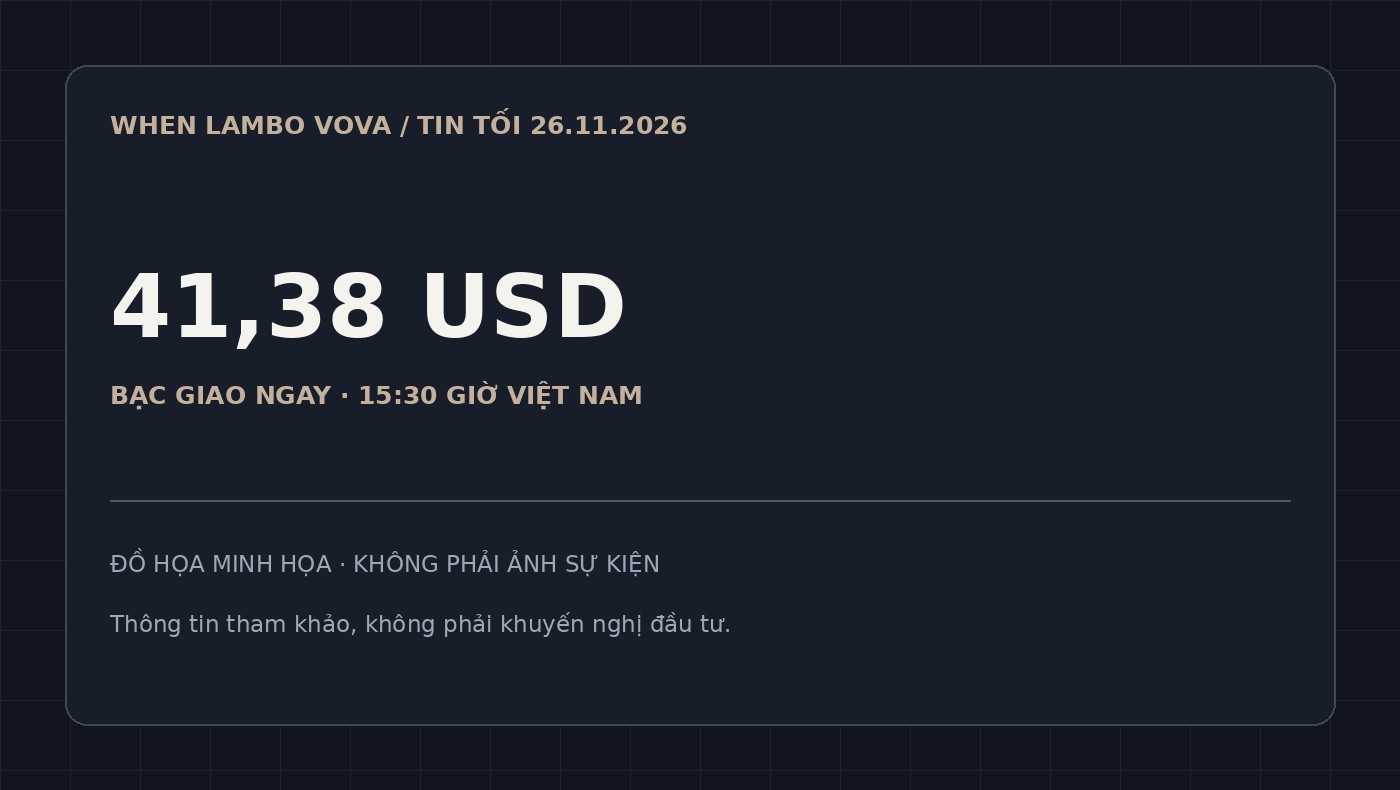 WHEN LAMBO VOVA / TIN TỐI 26.11.2026
41,38 USD
BẠC GIAO NGAY · 15:30 GIỜ VIỆT NAM
ĐỒ HỌA MINH HỌA · KHÔNG PHẢI ẢNH SỰ KIỆN
Thông tin tham khảo, không phải khuyến nghị đầu tư.